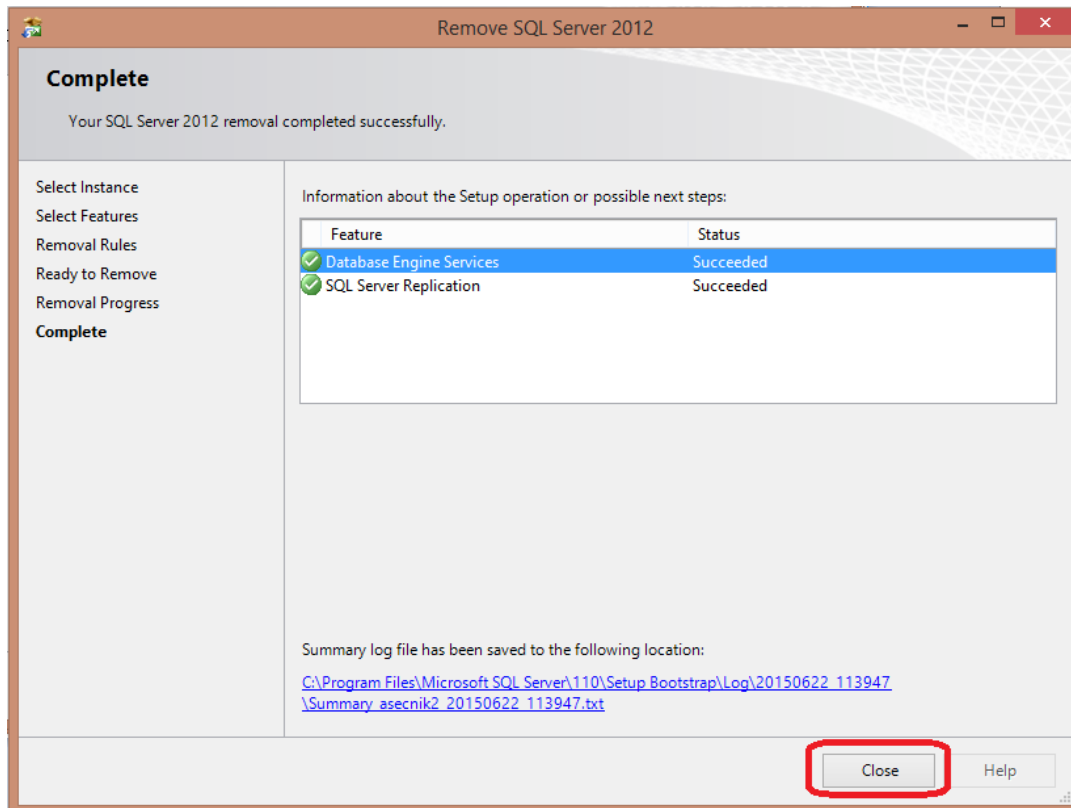 Remove SQL Server 2012
Complete
Your SQL Server 2012 removal completed successfully.
Select Instance
Select Features
Removal Rules
Ready to Remove
Removal Progress
Complete
Information about the Setup operation or possible next steps:
Feature Status
Database Engine Services Succeeded
SQL Server Replication Succeeded
Summary log file has been saved to the following location:
C:\Program Files\Microsoft SQL Server\110\Setup Bootstrap\Log\20150622_113947
\Summary_asecnik2_20150622_113947.txt
Close Help